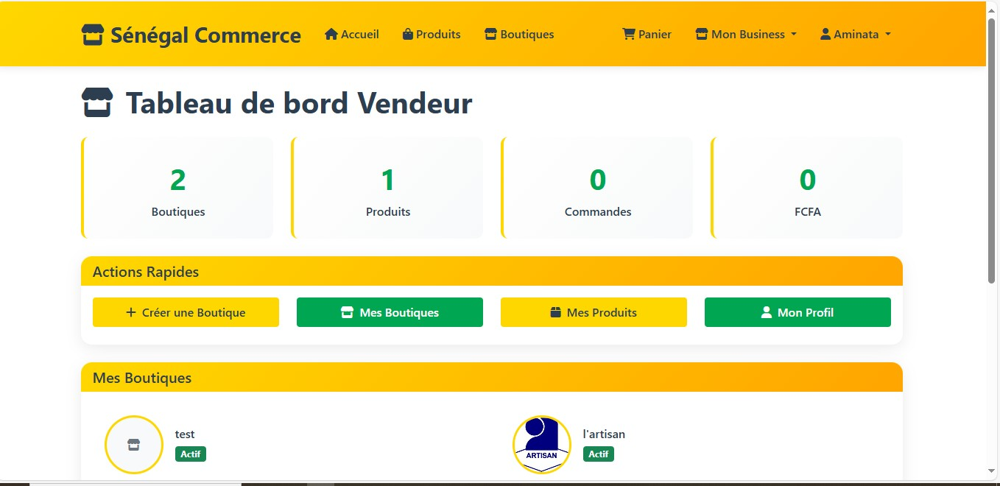 Sénégal Commerce Accueil Produits Boutiques Panier Mon Business Aminata
Tableau de bord Vendeur
2 1 0 0
Boutiques Produits Commandes FCFA
Actions Rapides
+ Créer une Boutique Mes Boutiques Mes Produits Mon Profil
Mes Boutiques
test l'artisan
Actif ARTISAN Actif